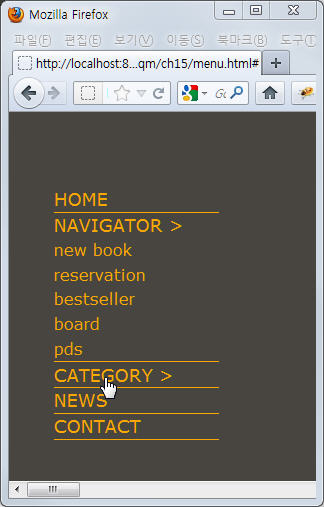 Mozilla Firefox
파일(F) 편집(E) 보기(V) 이동(S) 북마크(B) 도구(T
http://localhost:8...qm/ch15/menu.html#
HOME
NAVIGATOR >
new book
reservation
bestseller
board
pds
CATEGORY >
NEWS
CONTACT